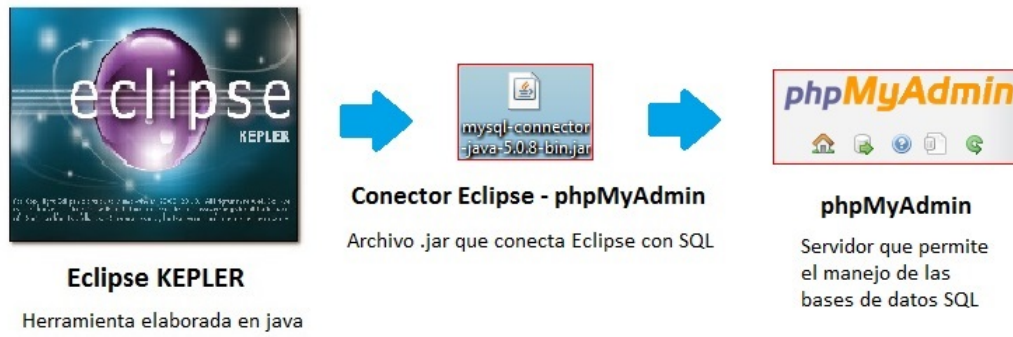 eclipse
KEPLER
Eclipse KEPLER
Herramienta elaborada en java
mysql-connector
-java-5.0.8-bin.jar
Conector Eclipse - phpMyAdmin
Archivo .jar que conecta Eclipse con SQL
phpMyAdmin
phpMyAdmin
Servidor que permite
el manejo de las
bases de datos SQL